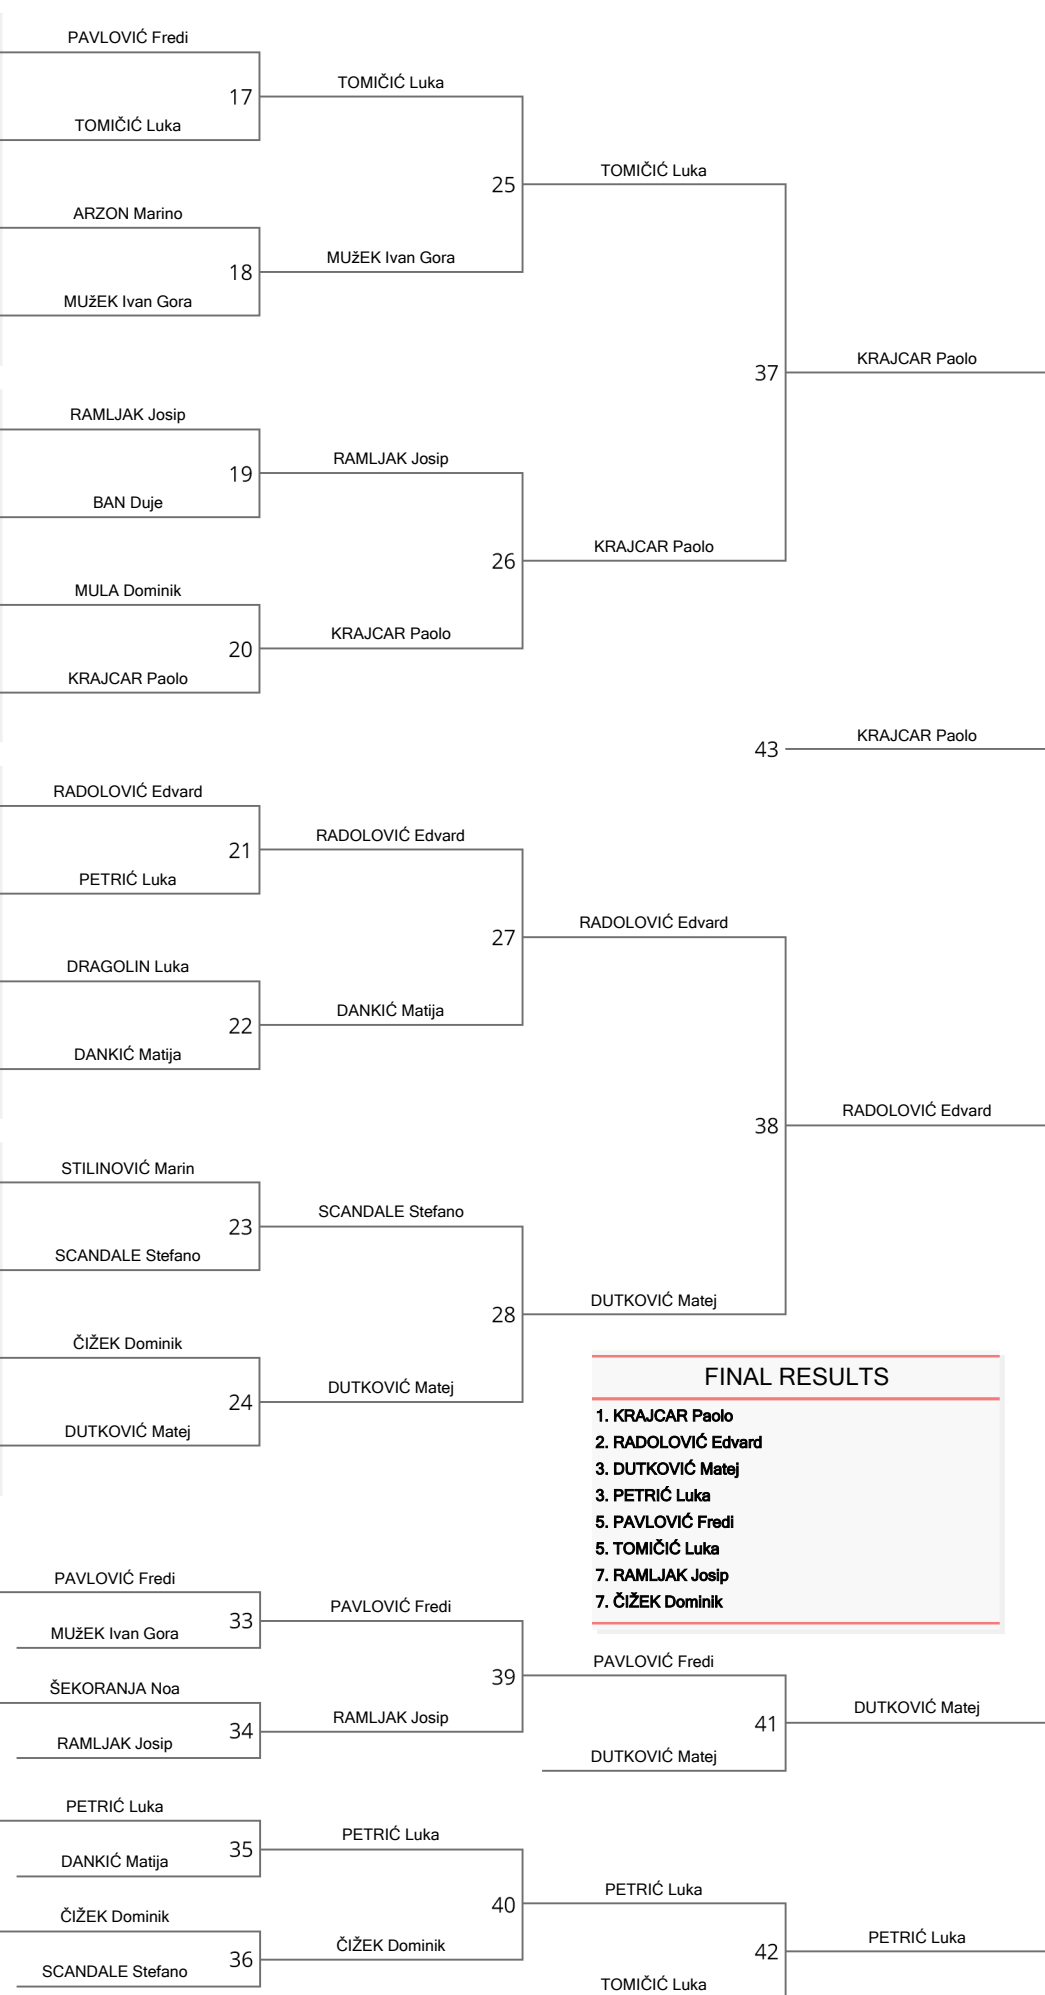 PAVLOVIĆ Fredi
TOMIČIĆ Luka
17
TOMIČIĆ Luka
25
TOMIČIĆ Luka
ARZON Marino
MUžEK Ivan Gora
18
MUžEK Ivan Gora
37
KRAJCAR Paolo
RAMLJAK Josip
19
RAMLJAK Josip
BAN Duje
26
KRAJCAR Paolo
MULA Dominik
20
KRAJCAR Paolo
KRAJCAR Paolo
43
KRAJCAR Paolo
RADOLOVIĆ Edvard
21
RADOLOVIĆ Edvard
PETRIĆ Luka
27
RADOLOVIĆ Edvard
DRAGOLIN Luka
22
DANKIĆ Matija
DANKIĆ Matija
38
RADOLOVIĆ Edvard
STILINOVIĆ Marin
23
SCANDALE Stefano
SCANDALE Stefano
28
DUTKOVIĆ Matej
ČIŽEK Dominik
24
DUTKOVIĆ Matej
DUTKOVIĆ Matej
FINAL RESULTS
1. KRAJCAR Paolo
2. RADOLOVIĆ Edvard
3. DUTKOVIĆ Matej
3. PETRIĆ Luka
5. PAVLOVIĆ Fredi
5. TOMIČIĆ Luka
7. RAMLJAK Josip
7. ČIŽEK Dominik
PAVLOVIĆ Fredi
33
PAVLOVIĆ Fredi
MUžEK Ivan Gora
39
PAVLOVIĆ Fredi
ŠEKORANJA Noa
34
RAMLJAK Josip
RAMLJAK Josip
41
DUTKOVIĆ Matej
DUTKOVIĆ Matej
PETRIĆ Luka
35
PETRIĆ Luka
DANKIĆ Matija
40
PETRIĆ Luka
ČIŽEK Dominik
36
ČIŽEK Dominik
SCANDALE Stefano
42
PETRIĆ Luka
TOMIČIĆ Luka